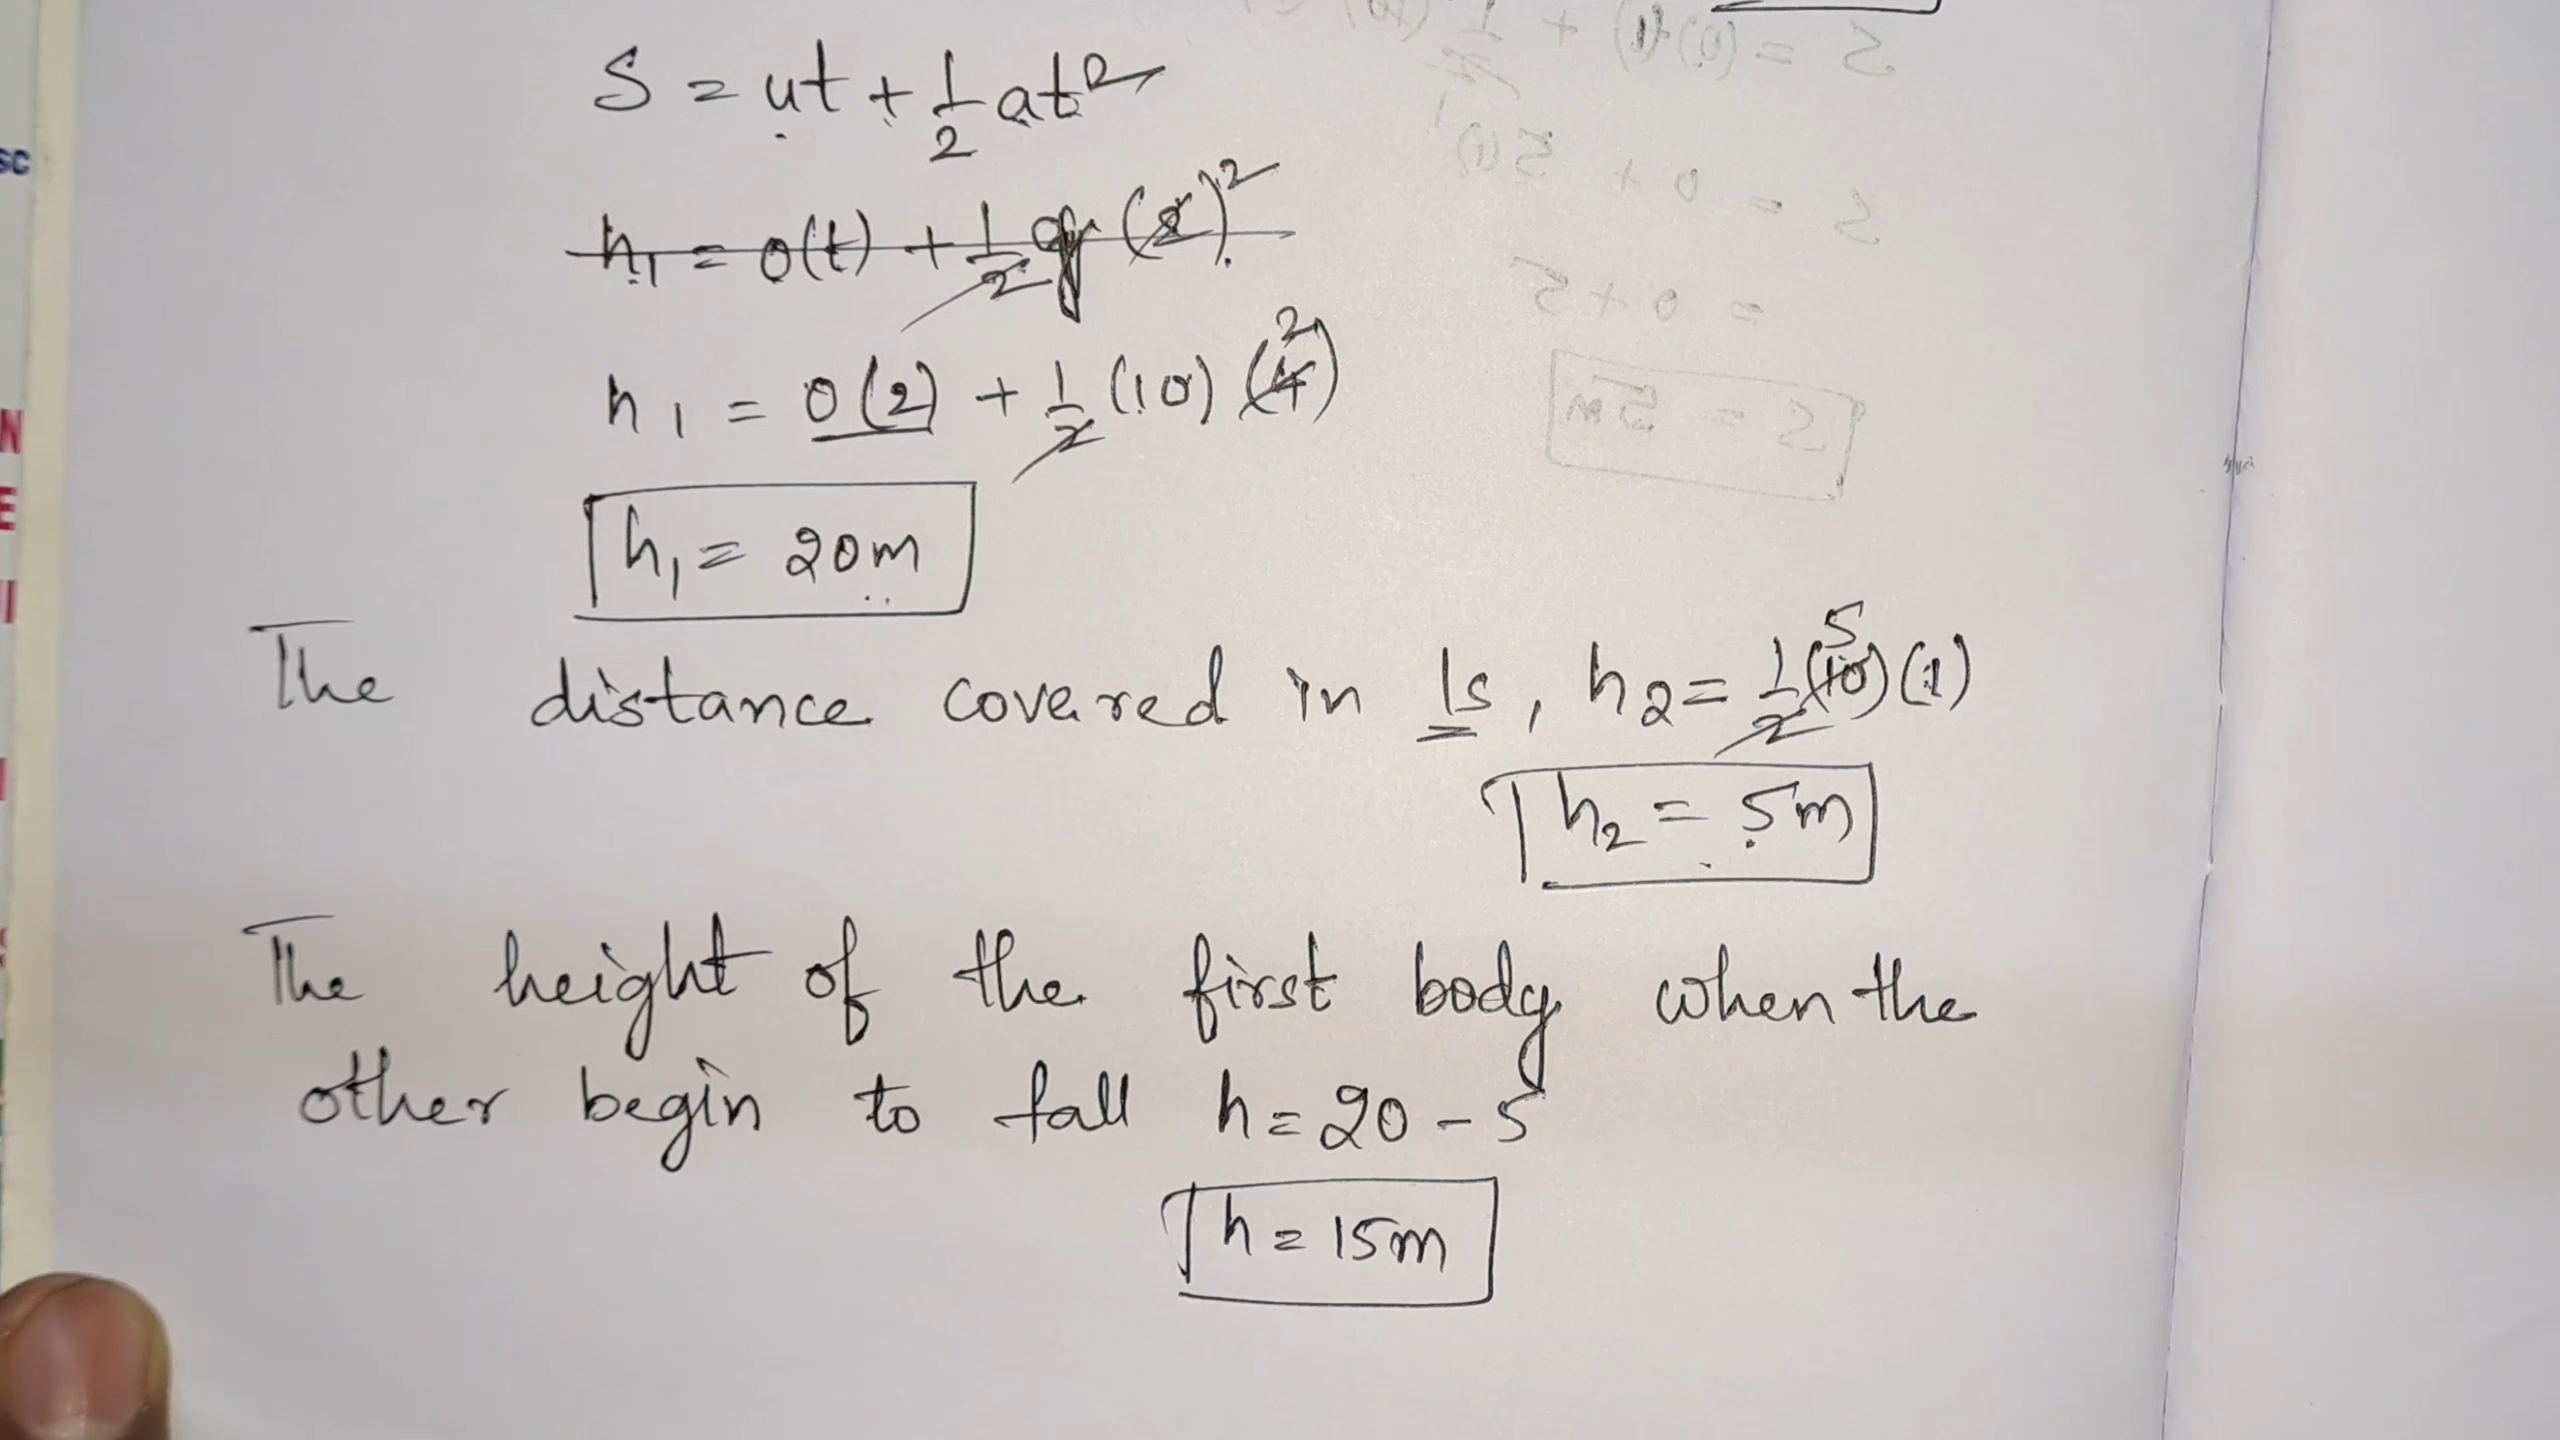 S = ut + 1/2 at²
h₁ = 0(t) + 1/2 g (2)²
h₁ = 0(2) + 1/2 (10) (4) 2
h₁ = 20m
The distance covered in 1s, h₂ = 1/2 (10) 5 (1)
h₂ = 5m
The height of the first body when the
other begin to fall h = 20 - 5
h = 15m